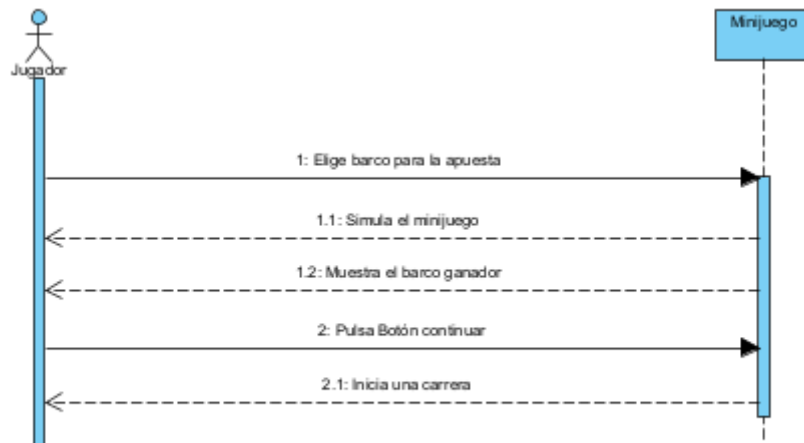 Minijuego
Jugador
1: Elige barco para la apuesta
1.1: Simula el minijuego
1.2: Muestra el barco ganador
2: Pulsa Botón continuar
2.1: Inicia una carrera